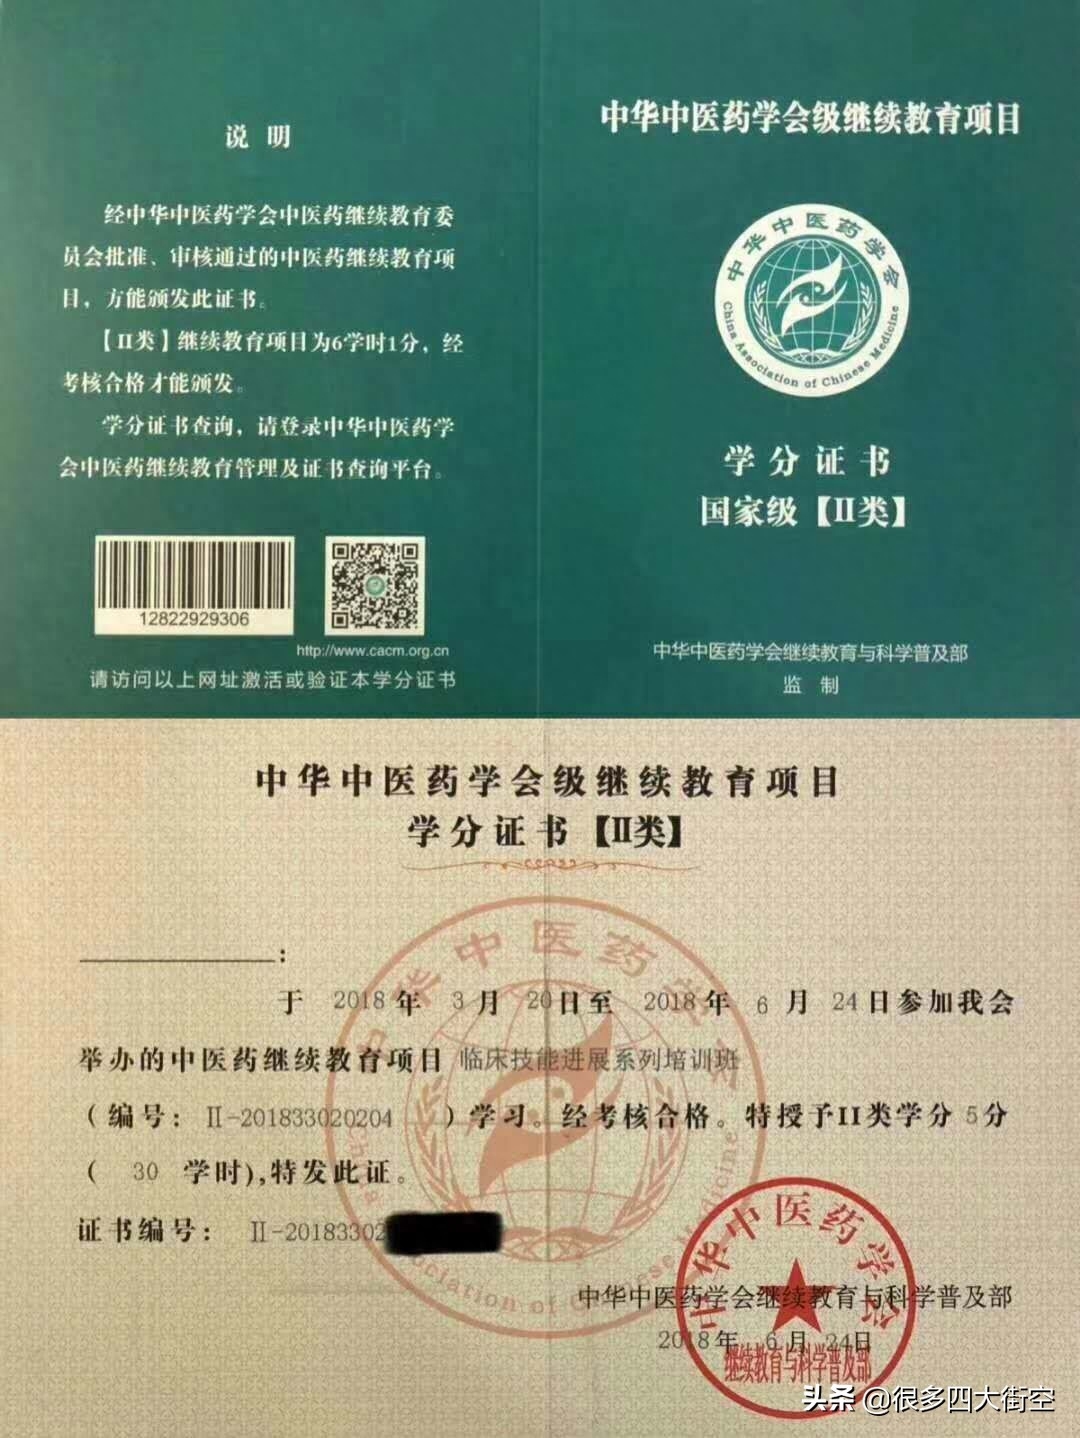 说 明
经中华中医药学会中医药继续教育委
员会批准、审核通过的中医药继续教育项
目，方能颁发此证书。
【II类】继续教育项目为6学时1分，经
考核合格才能颁发。
学分证书查询，请登录中华中医药学
会中医药继续教育管理及证书查询平台。
12822929306
http://www.cacm.org.cn
请访问以上网址激活或验证本学分证书
中华中医药学会级继续教育项目
中华中医药学会
China Association of Chinese Medicine
学分证书
国家级【II类】
中华中医药学会继续教育与科学普及部
监 制
中华中医药学会级继续教育项目
学分证书【II类】
中华中医药学会
China Association of Chinese Medicine
：
于 2018 年 3 月 20 日至 2018 年 6 月 24 日参加我会
举办的中医药继续教育项目 临床技能进展系列培训班
（编号： II-201833020204 ）学习。经考核合格。特授予II类学分 5 分
（ 30 学时),特发此证。
证书编号： II-20183302
中华中医药学会继续教育与科学普及部
2018 年 6 月 24日
中华中医药学会
继续教育与科学普及部
头条 @很多四大街空